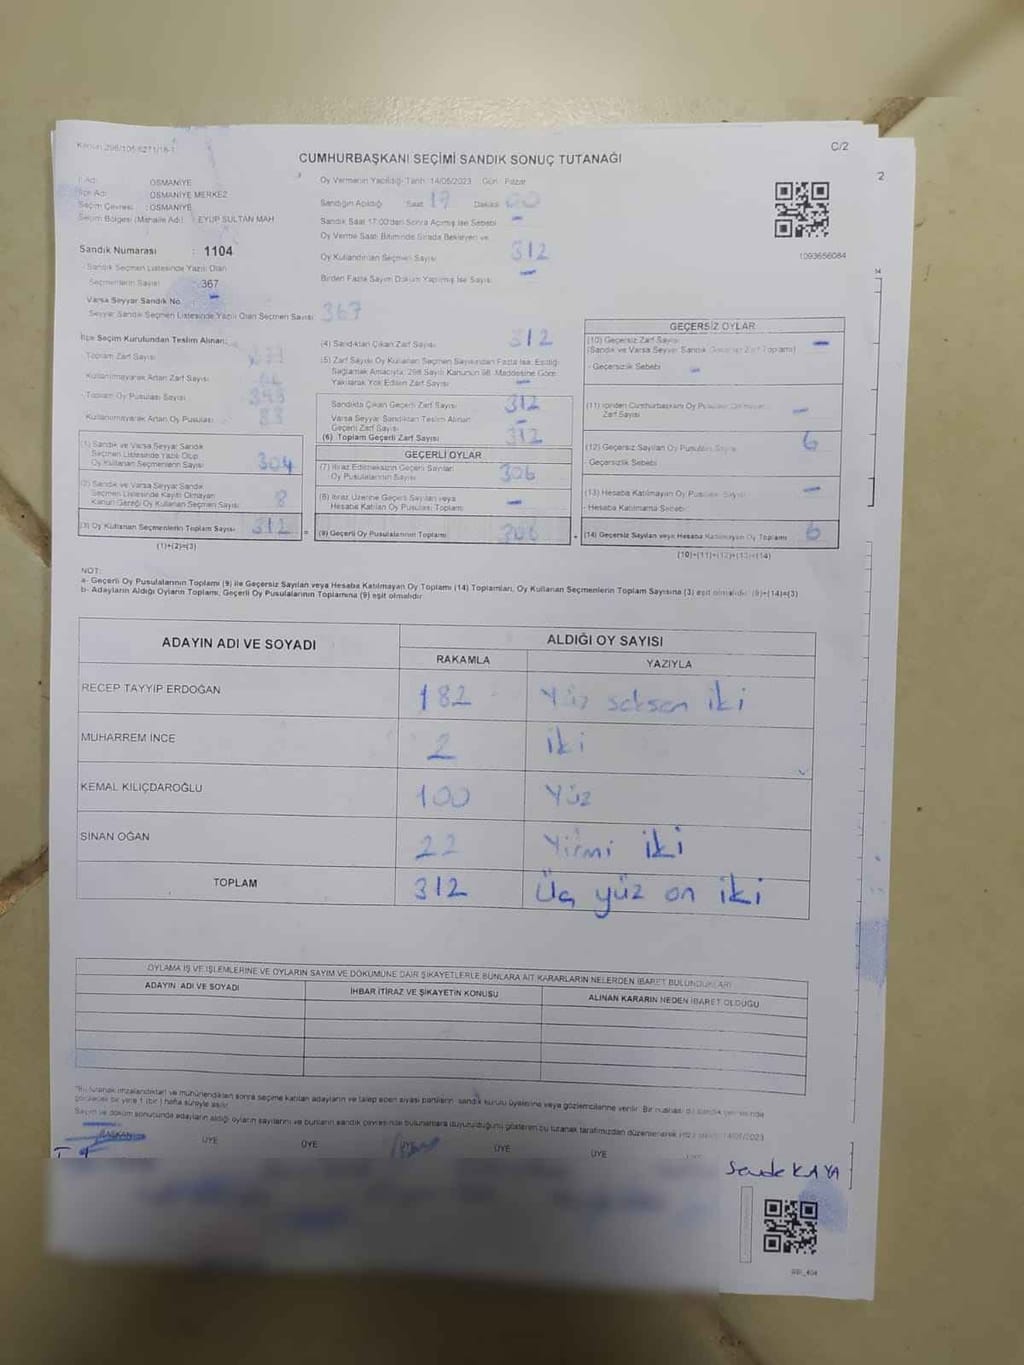 Kanun 298/105-6271/16-1
C/2
CUMHURBAŞKANI SEÇİMİ SANDIK SONUÇ TUTANAĞI
2
İl Adı OSMANİYE
İlçe Adı OSMANİYE MERKEZ
Seçim Çevresi : OSMANİYE
Seçim Bölgesi (Mahalle Adı) : EYÜP SULTAN MAH
Sandık Numarası : 1104
Sandık Seçmen Listesinde Yazılı Olan
Seçmenlerin Sayısı 367
Varsa Seyyar Sandık No. -
Seyyar Sandık Seçmen Listesinde Yazılı Olan Seçmen Sayısı 367
Oy Vermenin Yapıldığı Tarih 14/05/2023 Gün : Pazar
Sandığın Açıldığı Saat 17 Dakika 00
Sandık Saat 17:00'dan Sonra Açılmış İse Sebebi -
Oy Verme Saati Bitiminde Sırada Bekleyen ve
Oy Kullandırılan Seçmen Sayısı 312
Birden Fazla Sayım Döküm Yapılmış İse Sayısı -
1093656084
İlçe Seçim Kurulundan Teslim Alınan;
Toplam Zarf Sayısı
Kullanılmayarak Artan Zarf Sayısı
Toplam Oy Pusulası Sayısı
Kullanılmayarak Artan Oy Pusulası 83
(1) Sandık ve Varsa Seyyar Sandık
Seçmen Listesinde Yazılı Olup
Oy Kullanan Seçmenlerin Sayısı 304
(2) Sandık ve Varsa Seyyar Sandık
Seçmen Listesinde Kayıtlı Olmayan
Kanun Gereği Oy Kullanan Seçmen Sayısı 8
(3) Oy Kullanan Seçmenlerin Toplam Sayısı 312
(1)+(2)=(3)
(4) Sandıktan Çıkan Zarf Sayısı 312
(5) Zarf Sayısı Oy Kullanan Seçmen Sayısından Fazla İse, Eşitliği
Sağlamak Amacıyla, 298 Sayılı Kanunun 98. Maddesine Göre
Yakılarak Yok Edilen Zarf Sayısı -
Sandıkta Çıkan Geçerli Zarf Sayısı 312
Varsa Seyyar Sandıktan Teslim Alınan
Geçerli Zarf Sayısı -
(6) Toplam Geçerli Zarf Sayısı 312
GEÇERLİ OYLAR
(7) İtiraz Edilmeksizin Geçerli Sayılan
Oy Pusulalarının Sayısı 306
(8) İtiraz Üzerine Geçerli Sayılan veya
Hesaba Katılan Oy Pusulası Toplamı -
(9) Geçerli Oy Pusulalarının Toplamı 306
GEÇERSİZ OYLAR
(10) Geçersiz Zarf Sayısı -
(Sandık ve Varsa Seyyar Sandık Geçersiz Zarf Toplamı)
- Geçersizlik Sebebi -
(11) İçinden Cumhurbaşkanı Oy Pusulası Çıkmayan
Zarf Sayısı -
(12) Geçersiz Sayılan Oy Pusulası Sayısı 6
- Geçersizlik Sebebi
(13) Hesaba Katılmayan Oy Pusulası Sayısı -
- Hesaba Katılmama Sebebi
(14) Geçersiz Sayılan veya Hesaba Katılmayan Oy Toplamı 6
(10)+(11)+(12)+(13)=(14)
NOT:
a- Geçerli Oy Pusulalarının Toplamı (9) ile Geçersiz Sayılan veya Hesaba Katılmayan Oy Toplamı (14) Toplamları, Oy Kullanan Seçmenlerin Toplam Sayısına (3) eşit olmalıdır. (9)+(14)=(3)
b- Adayların Aldığı Oyların Toplamı, Geçerli Oy Pusulalarının Toplamına (9) eşit olmalıdır
ADAYIN ADI VE SOYADI ALDIĞI OY SAYISI
RAKAMLA YAZIYLA
RECEP TAYYİP ERDOĞAN 182 Yüz seksen iki
MUHARREM İNCE 2 iki
KEMAL KILIÇDAROĞLU 100 Yüz
SİNAN OĞAN 22 Yirmi iki
TOPLAM 312 Üç yüz on iki
OYLAMA İŞ VE İŞLEMLERİNE VE OYLARIN SAYIM VE DÖKÜMÜNE DAİR ŞİKAYETLERLE BUNLARA AİT KARARLARIN NELERDEN İBARET BULUNDUKLARI
ADAYIN ADI VE SOYADI İHBAR İTİRAZ VE ŞİKAYETİN KONUSU ALINAN KARARIN NEDEN İBARET OLDUĞU
*Bu tutanak imzalandıktan ve mühürlendikten sonra seçime katılan adayların ve talep eden siyasi partilerin sandık kurulu üyelerine veya gözlemcilerine verilir. Bir nüshası da sandık çevresinde
görülecek bir yere 1 (bir) hafta süreyle asılır
Sayım ve döküm sonucunda adayların aldığı oyların sayılarını ve bunların sandık çevresinde bulunanlara duyurulduğunu gösteren bu tutanak tarafımızdan düzenlenerek 14/05/2023
BAŞKAN ÜYE ÜYE ÜYE ÜYE ÜYE
KAYA